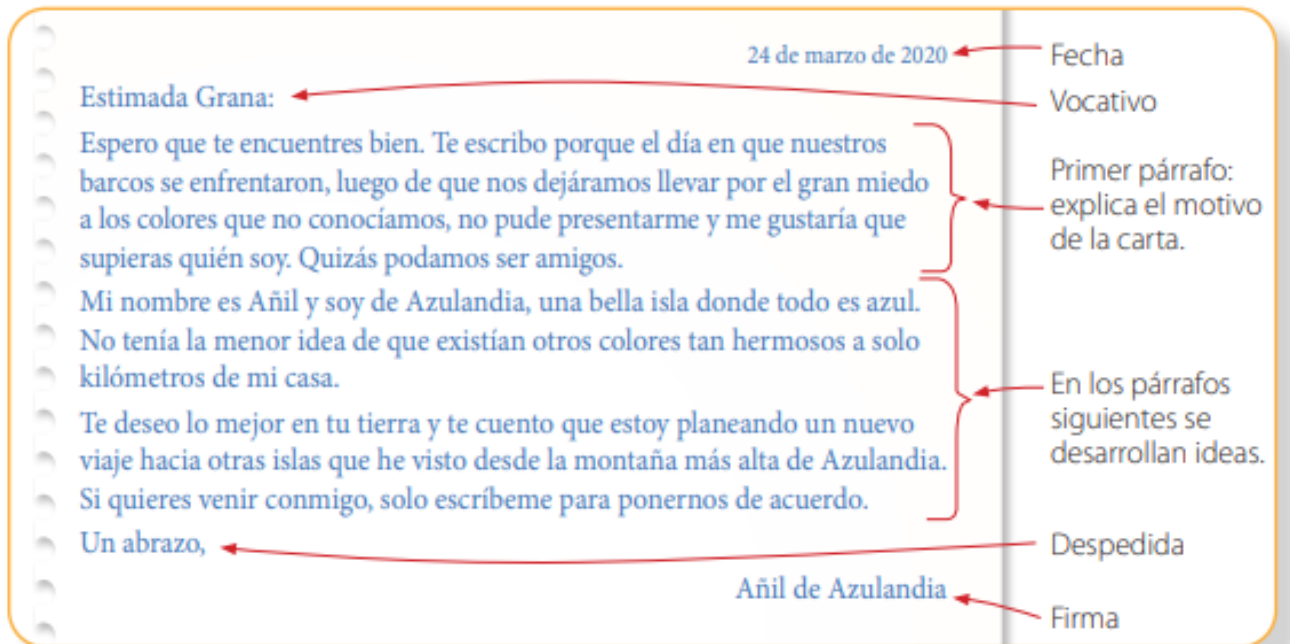 24 de marzo de 2020
Estimada Grana:
Espero que te encuentres bien. Te escribo porque el día en que nuestros
barcos se enfrentaron, luego de que nos dejáramos llevar por el gran miedo
a los colores que no conocíamos, no pude presentarme y me gustaría que
supieras quién soy. Quizás podamos ser amigos.
Mi nombre es Añil y soy de Azulandia, una bella isla donde todo es azul.
No tenía la menor idea de que existían otros colores tan hermosos a solo
kilómetros de mi casa.
Te deseo lo mejor en tu tierra y te cuento que estoy planeando un nuevo
viaje hacia otras islas que he visto desde la montaña más alta de Azulandia.
Si quieres venir conmigo, solo escríbeme para ponernos de acuerdo.
Un abrazo,
Añil de Azulandia
Fecha
Vocativo
Primer párrafo:
explica el motivo
de la carta.
En los párrafos
siguientes se
desarrollan ideas.
Despedida
Firma